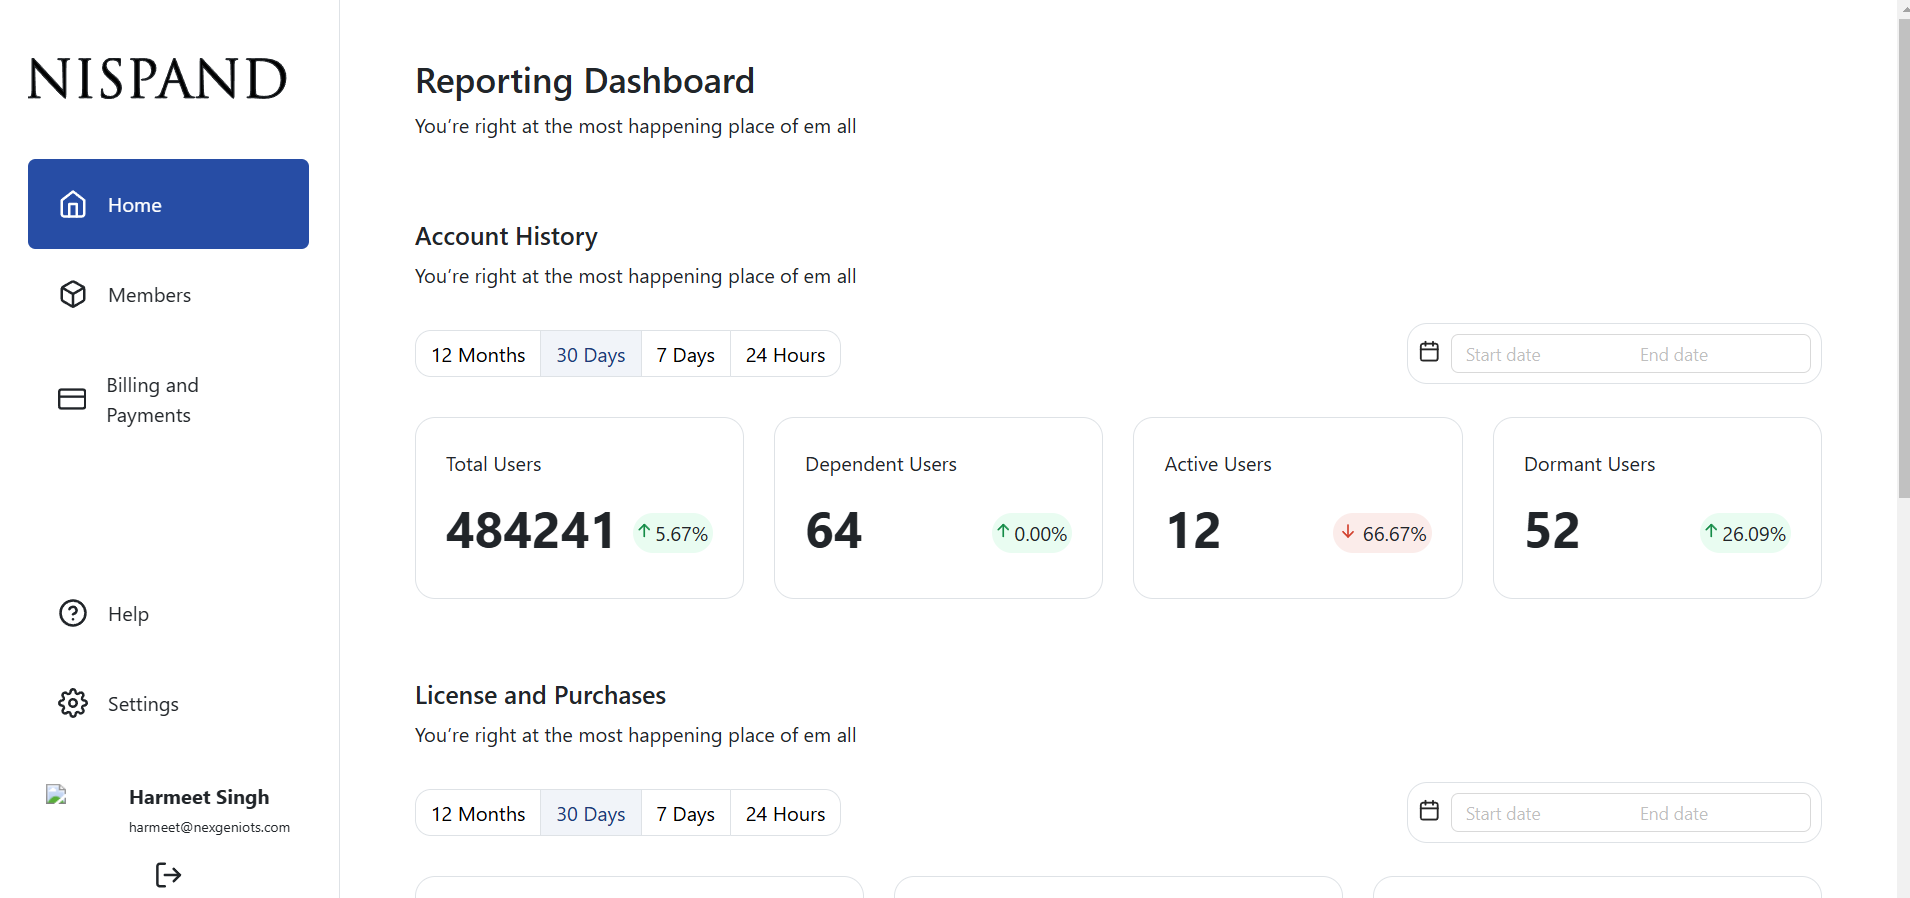 NISPAND
Home
Members
Billing and
Payments
Help
Settings
Harmeet Singh
harmeet@nexgeniots.com
Reporting Dashboard
You’re right at the most happening place of em all
Account History
You’re right at the most happening place of em all
12 Months 30 Days 7 Days 24 Hours
Start date End date
Total Users
484241 5.67%
Dependent Users
64 0.00%
Active Users
12 66.67%
Dormant Users
52 26.09%
License and Purchases
You’re right at the most happening place of em all
12 Months 30 Days 7 Days 24 Hours
Start date End date